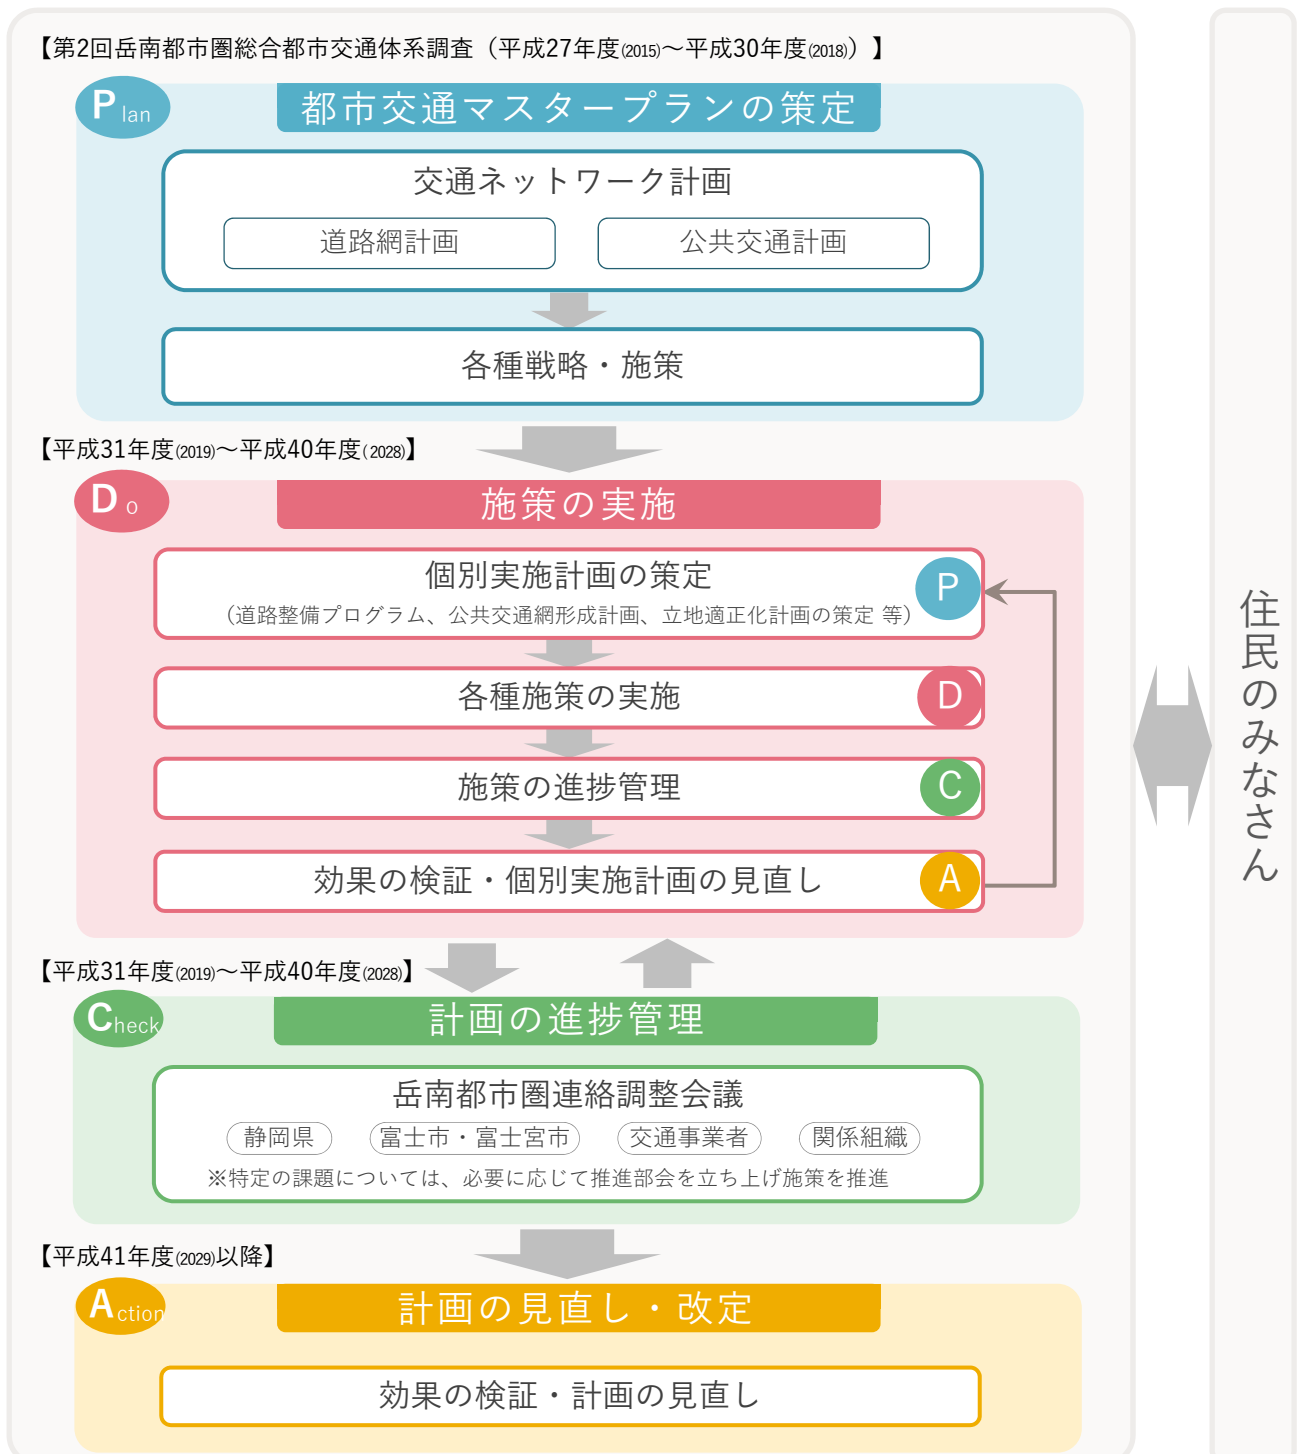 【第2回岳南都市圏総合都市交通体系調査（平成27年度(2015)～平成30年度(2018)）】
Plan
都市交通マスタープランの策定
交通ネットワーク計画
道路網計画
公共交通計画
各種戦略・施策
【平成31年度(2019)～平成40年度(2028)】
Do
施策の実施
個別実施計画の策定
（道路整備プログラム、公共交通網形成計画、立地適正化計画の策定 等）
P
各種施策の実施
D
施策の進捗管理
C
効果の検証・個別実施計画の見直し
A
【平成31年度(2019)～平成40年度(2028)】
Check
計画の進捗管理
岳南都市圏連絡調整会議
静岡県
富士市・富士宮市
交通事業者
関係組織
※特定の課題については、必要に応じて推進部会を立ち上げ施策を推進
【平成41年度(2029)以降】
Action
計画の見直し・改定
効果の検証・計画の見直し
住民のみなさん